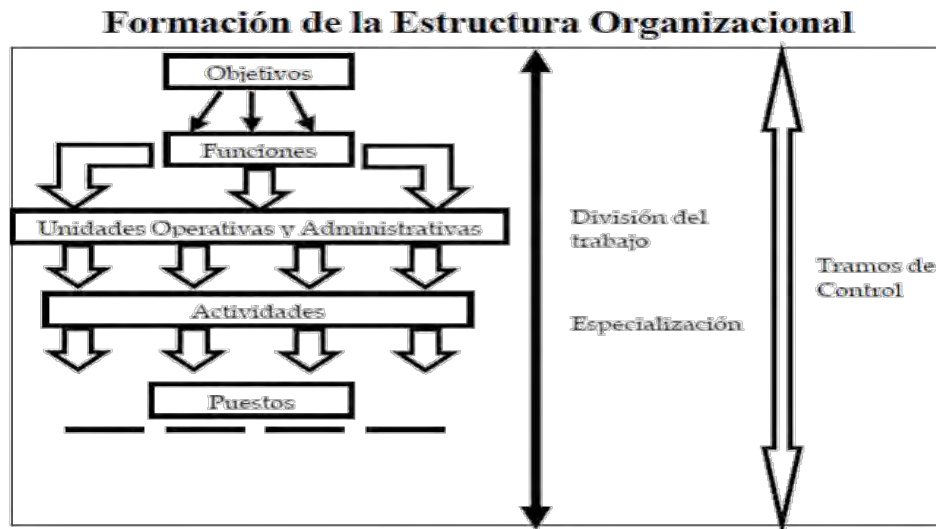 Formación de la Estructura Organizacional
Objetivos
Funciones
Unidades Operativas y Administrativas
Actividades
Puestos
División del
trabajo
Especialización
Tramos de
Control